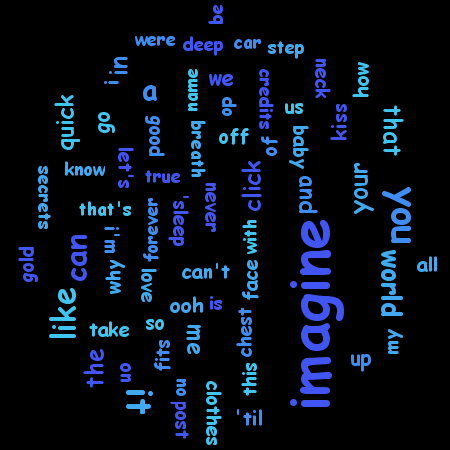 be
were
deep
car
step
in
i
a
name
we
do
credits
neck
kiss
how
us
quick
go
good
breath
off
of
baby
that
know
let's
true
secrets
never
click
and
your
you
that's
forever
'sleep
can
i'm
why
love
can't
face
with
imagine
world
all
gold
like
ooh
is
take
so
me
chest
my
the
on
fits
this
up
it
no
post
clothes
lil'